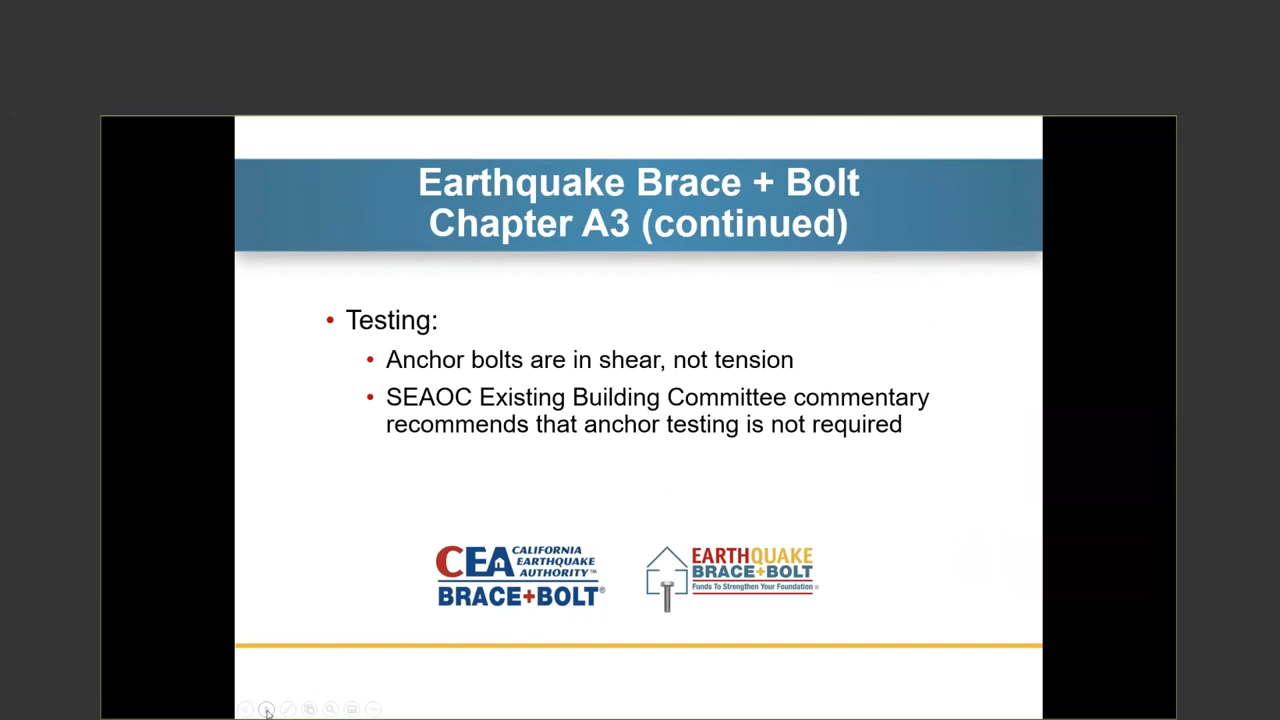 Earthquake Brace + Bolt
Chapter A3 (continued)
• Testing:
• Anchor bolts are in shear, not tension
• SEAOC Existing Building Committee commentary
recommends that anchor testing is not required
CEA CALIFORNIA
EARTHQUAKE
AUTHORITY™
BRACE+BOLT®
EARTHQUAKE
BRACE+BOLT
Funds To Strengthen Your Foundation®